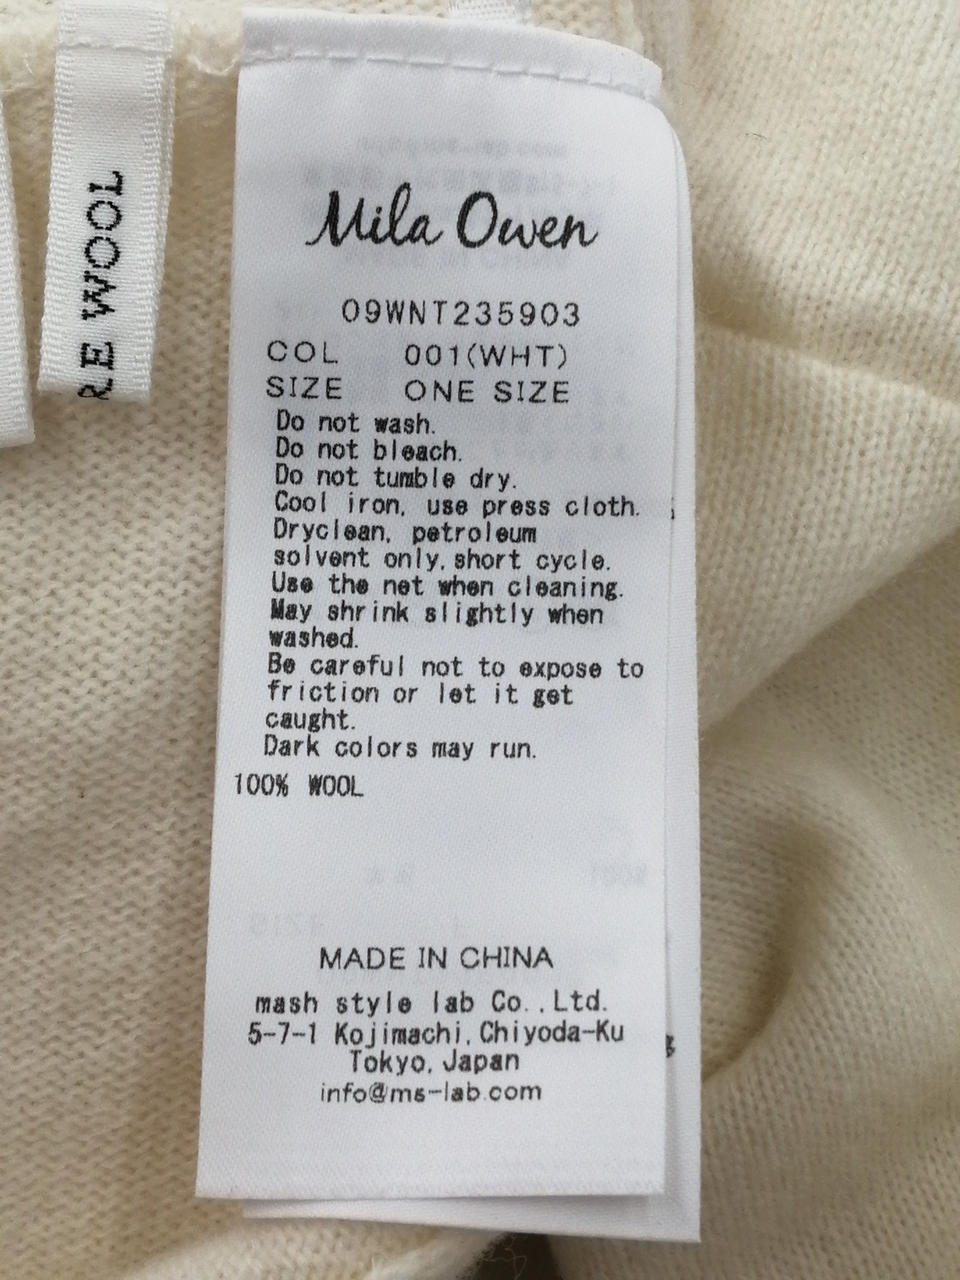 RE WOOL
Mila Owen
09WNT235903
COL 001(WHT)
SIZE ONE SIZE
Do not wash.
Do not bleach.
Do not tumble dry.
Cool iron, use press cloth.
Dryclean, petroleum
solvent only, short cycle.
Use the net when cleaning.
May shrink slightly when
washed.
Be careful not to expose to
friction or let it get
caught.
Dark colors may run.
100% WOOL
MADE IN CHINA
mash style lab Co.,Ltd.
5-7-1 Kojimachi, Chiyoda-Ku
Tokyo, Japan
info@ms-lab.com